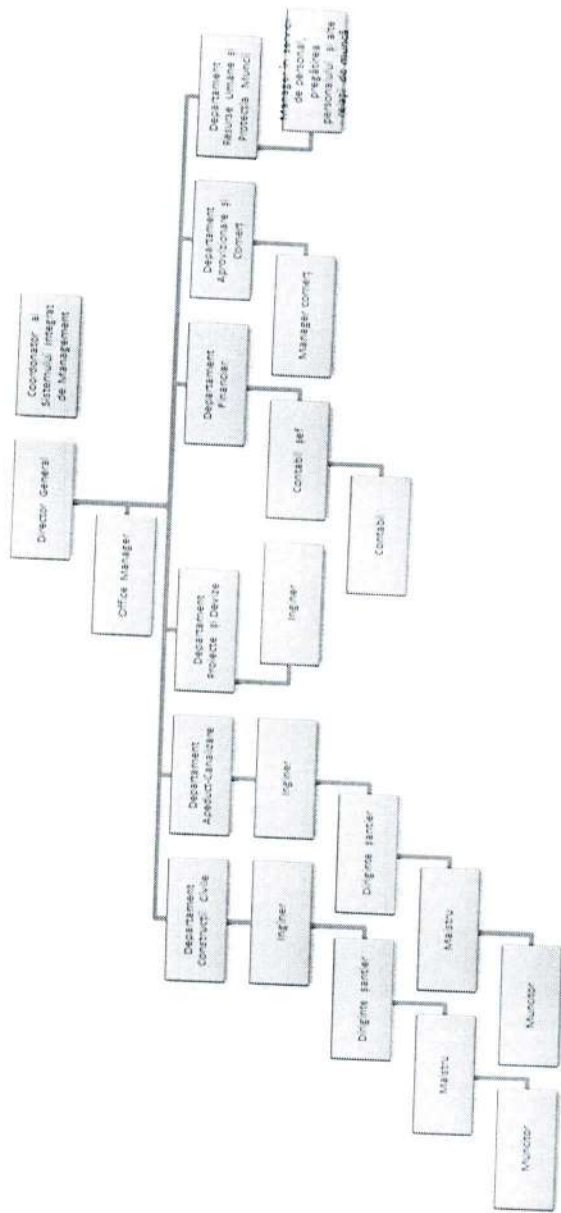 Director General
Coordonator al
Sistemului Integrat
de Management
Office Manager
Departament
Construcții Civile
Departament
Apeduct-Canalizare
Departament
Proiecte și Devize
Departament
Financiar
Departament
Aprovizionare și
Comerț
Departament
Resurse Umane și
Protecția Muncii
Inginer
Inginer
Inginer
Contabil șef
Manager comerț
Manager în
de personal,
pregătirea
personalului și alte
de muncă
Diriginte șantier
Diriginte șantier
Contabil
Maistru
Maistru
Muncitor
Muncitor